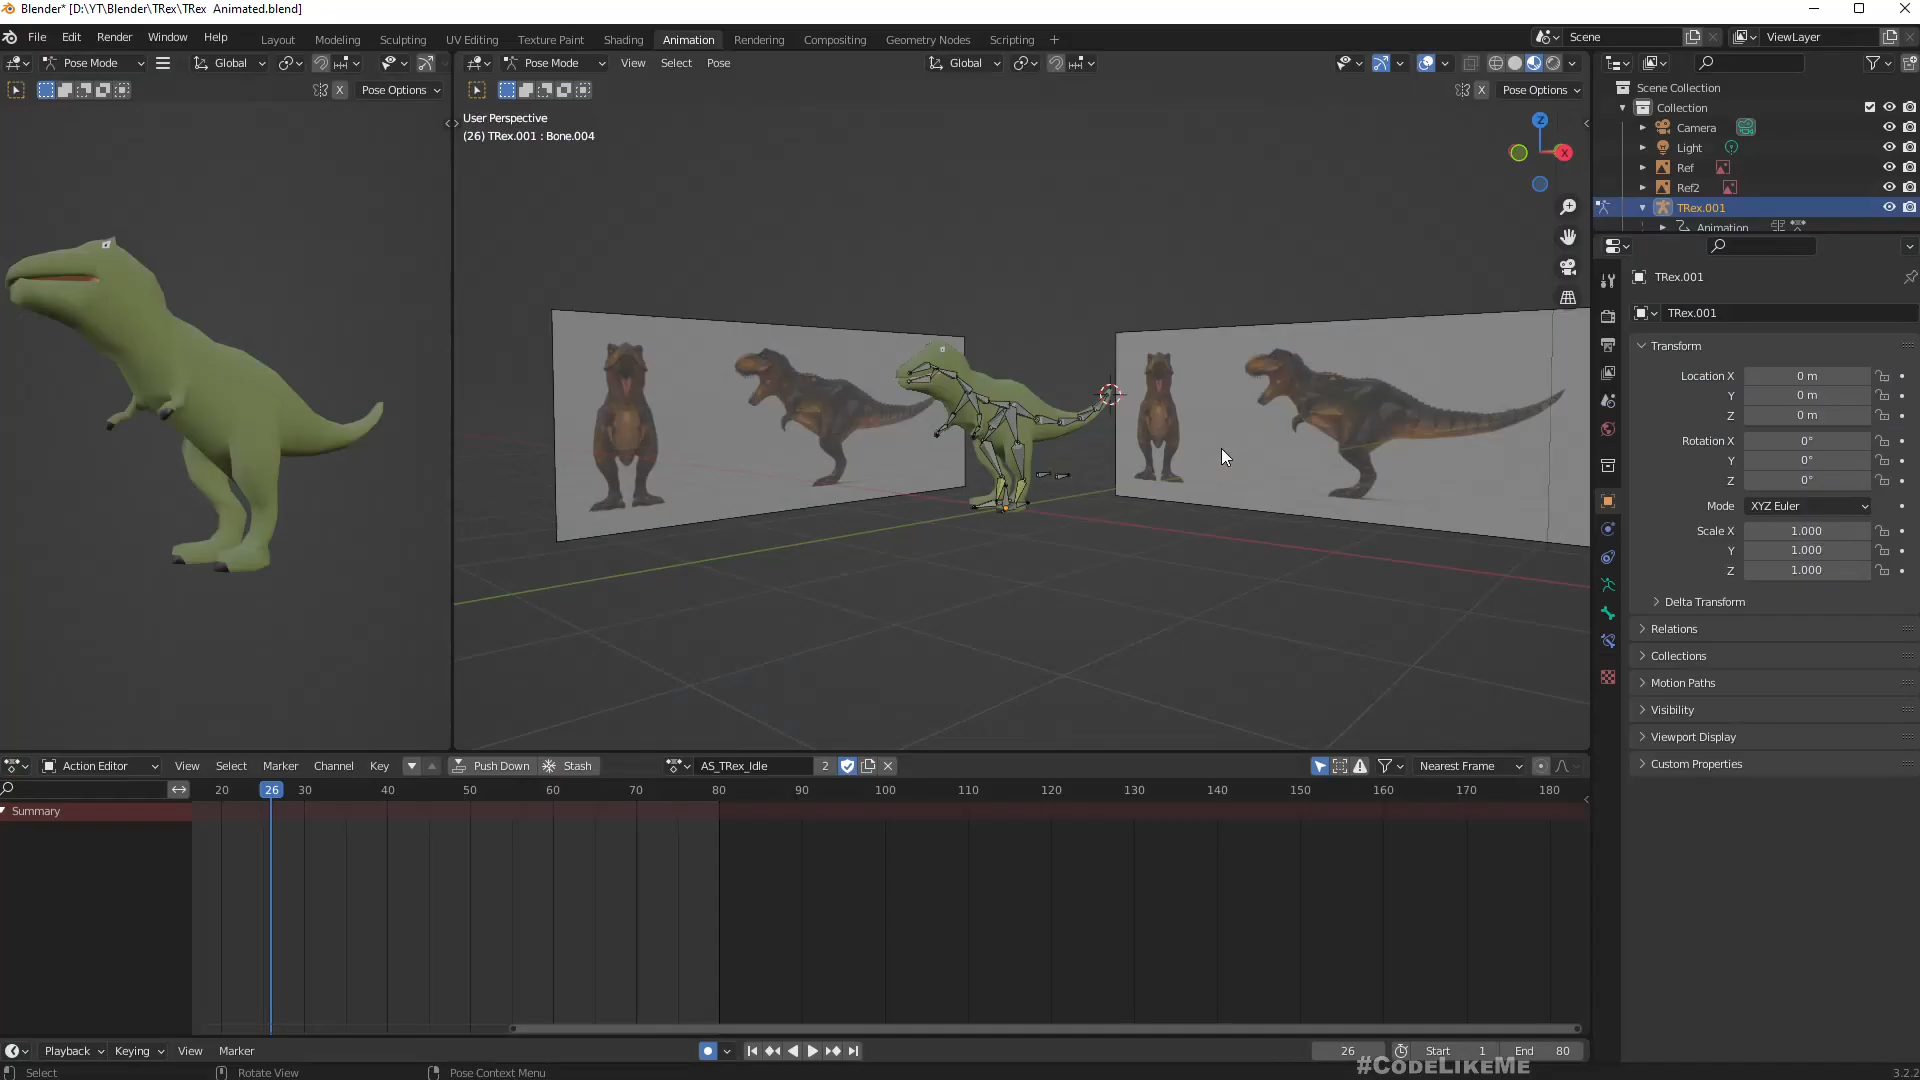 Blender* [D:\YT\Blender\TRex\TRex_Animated.blend]
File Edit Render Window Help Layout Modeling Sculpting UV Editing Texture Paint Shading Animation Rendering Compositing Geometry Nodes Scripting + Scene ViewLayer
Pose Mode Global Pose Mode View Select Pose Global
X Pose Options X Pose Options
User Perspective
(26) TRex.001 : Bone.004
Z
X
Scene Collection
Collection
Camera
Light
Ref
Ref2
TRex.001
Animation
TRex.001
TRex.001
Transform
Location X 0 m
Y 0 m
Z 0 m
Rotation X 0°
Y 0°
Z 0°
Mode XYZ Euler
Scale X 1.000
Y 1.000
Z 1.000
Delta Transform
Relations
Collections
Motion Paths
Visibility
Viewport Display
Custom Properties
Action Editor View Select Marker Channel Key Push Down Stash AS_TRex_Idle 2 Nearest Frame
20 26 30 40 50 60 70 80 90 100 110 120 130 140 150 160 170 180
Summary
Playback Keying View Marker 26 Start 1 End 80
#CODELIKEME
Select Rotate View Pose Context Menu 3.2.2